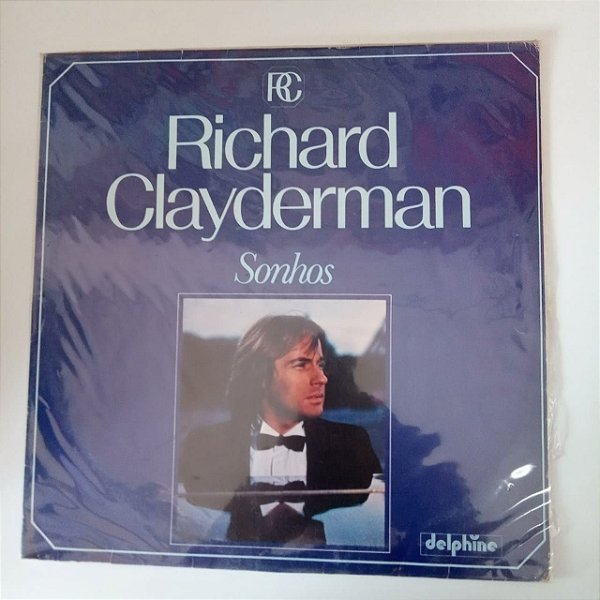 RC
Richard
Clayderman
Sonhos
delphine